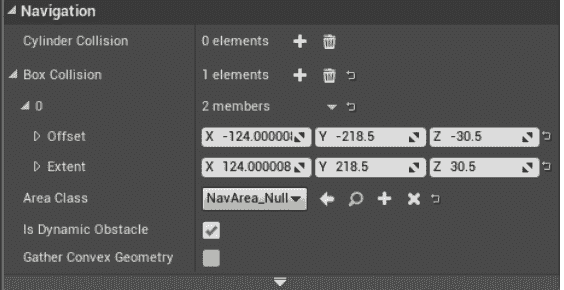 Navigation
Cylinder Collision 0 elements
Box Collision 1 elements
0 2 members
Offset X -124.000008 Y -218.5 Z -30.5
Extent X 124.000008 Y 218.5 Z 30.5
Area Class NavArea_Null
Is Dynamic Obstacle
Gather Convex Geometry